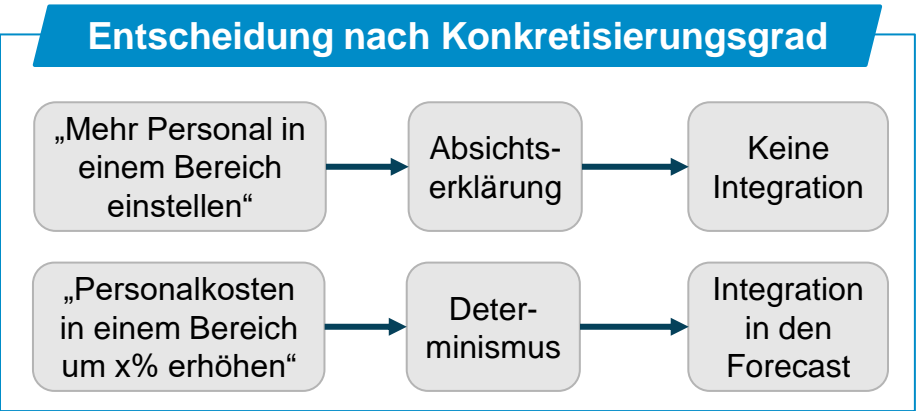 Entscheidung nach Konkretisierungsgrad
„Mehr Personal in
einem Bereich
einstellen“
Absichts-
erklärung
Keine
Integration
„Personalkosten
in einem Bereich
um x% erhöhen“
Deter-
minismus
Integration
in den
Forecast